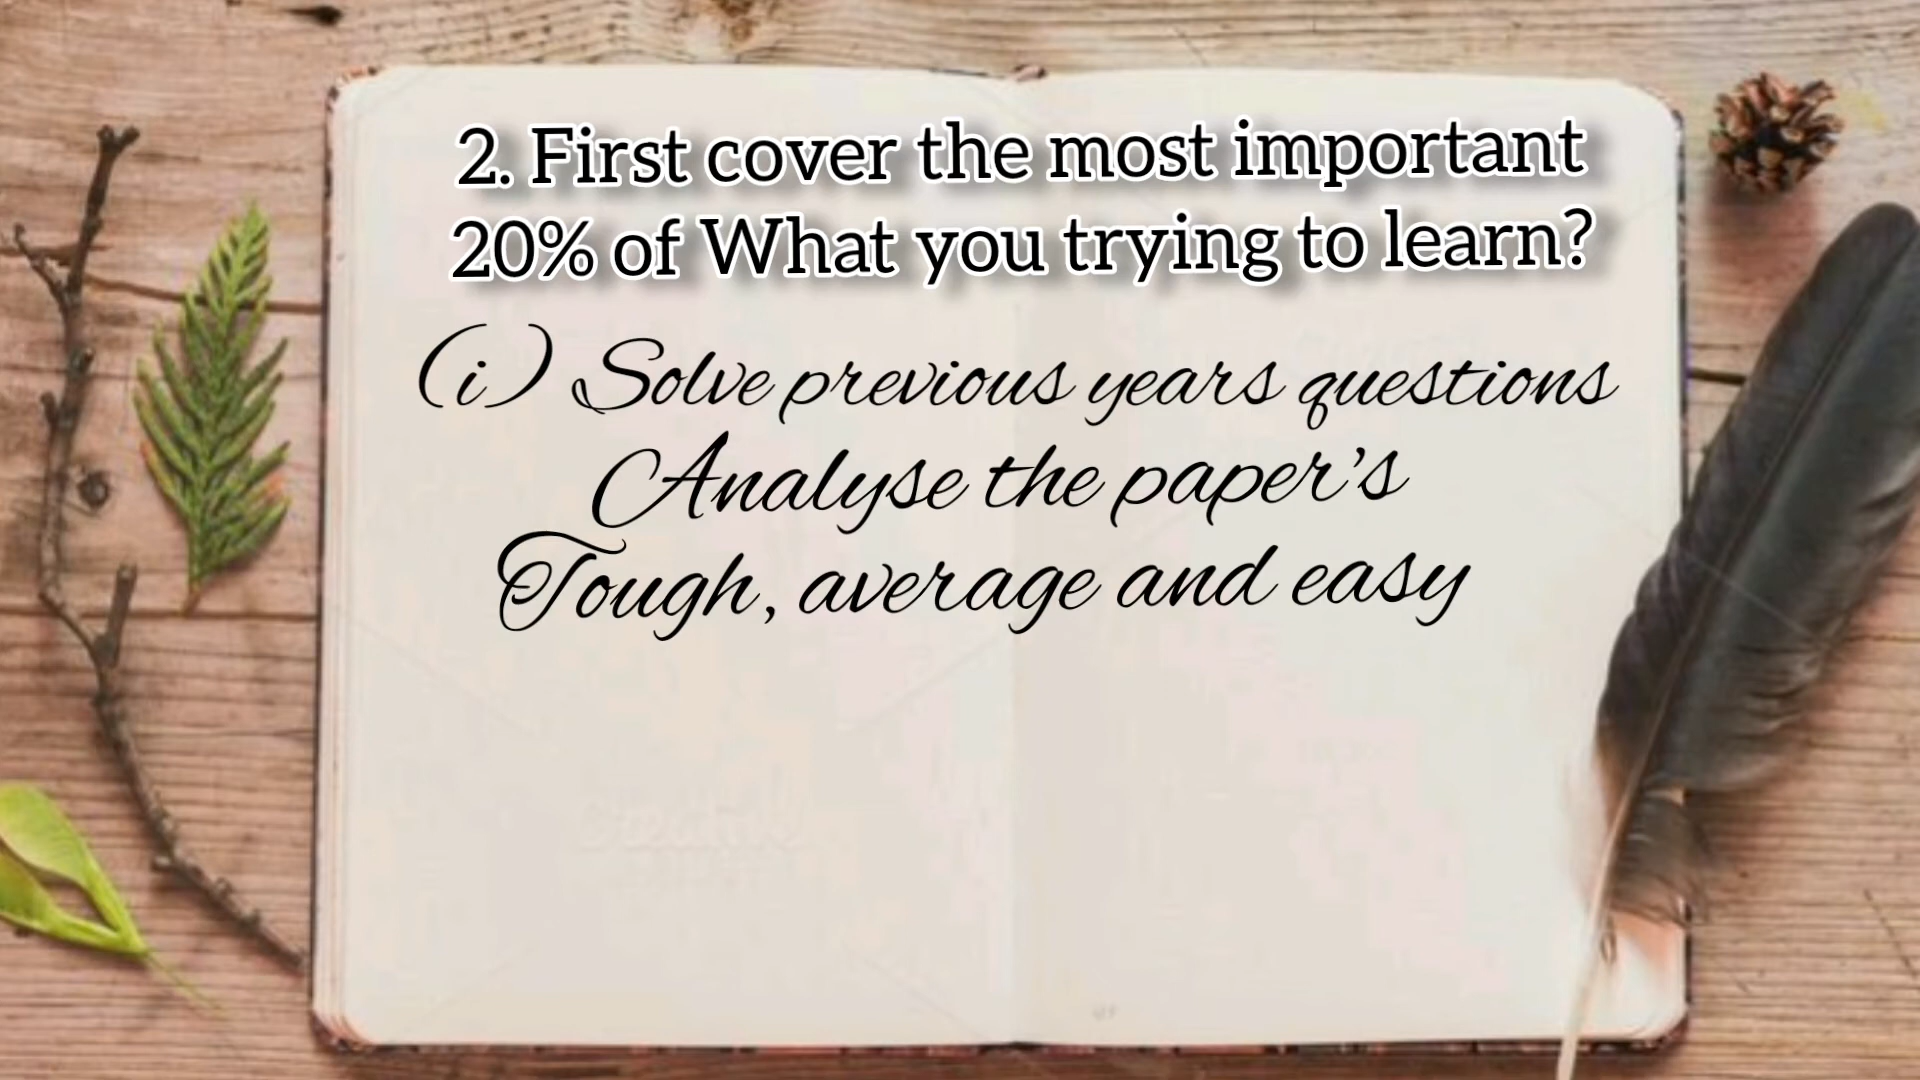 2. First cover the most important
20% of What you trying to learn?
(i) Solve previous years questions
Analyse the paper's
Tough, average and easy